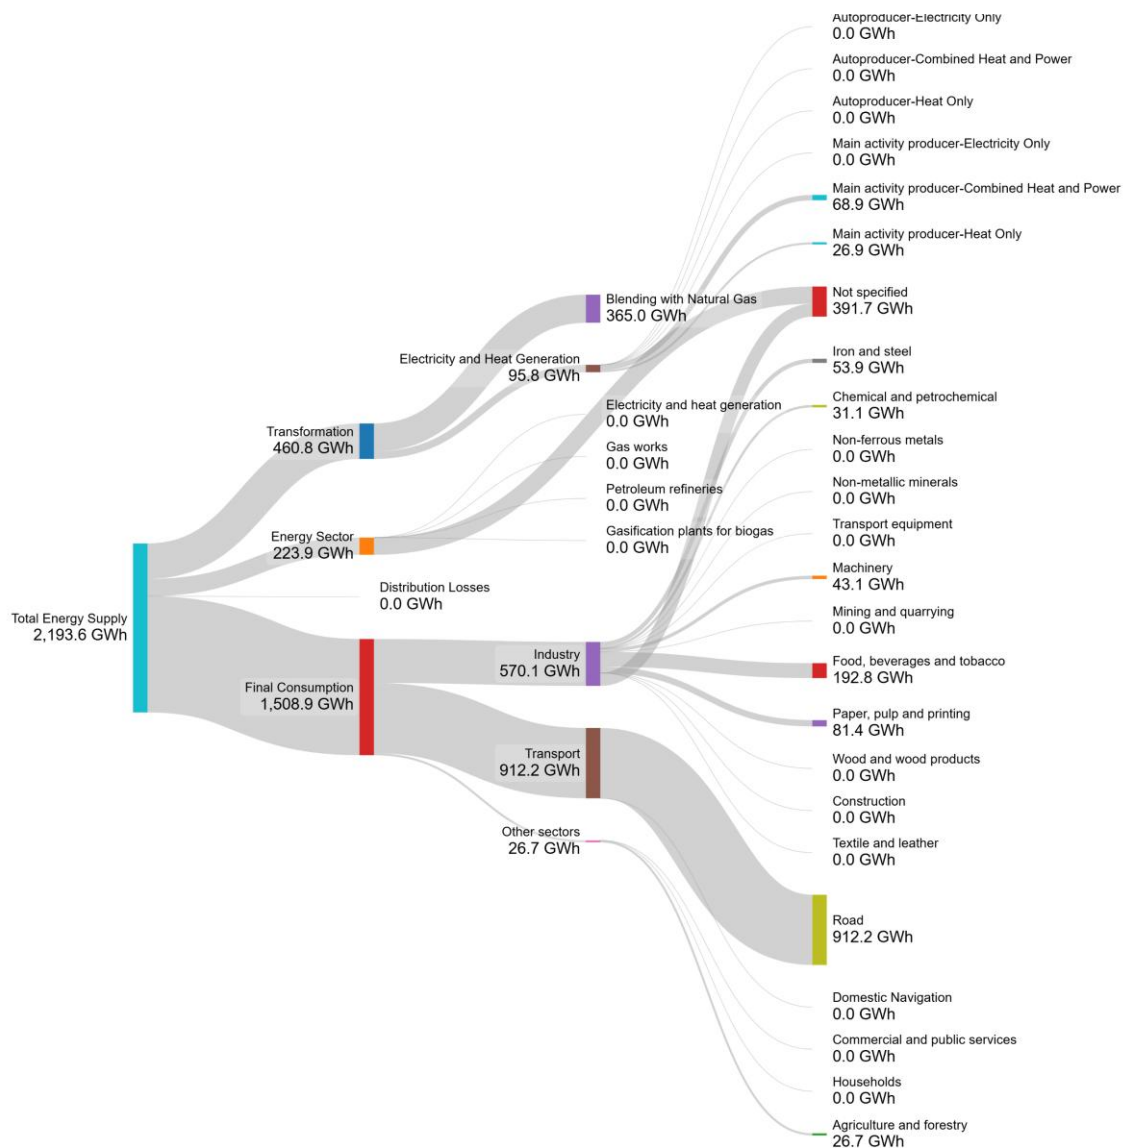 Autoproducer-Electricity Only
0.0 GWh
Autoproducer-Combined Heat and Power
0.0 GWh
Autoproducer-Heat Only
0.0 GWh
Main activity producer-Electricity Only
0.0 GWh
Main activity producer-Combined Heat and Power
68.9 GWh
Main activity producer-Heat Only
26.9 GWh
Blending with Natural Gas
365.0 GWh
Not specified
391.7 GWh
Electricity and Heat Generation
95.8 GWh
Iron and steel
53.9 GWh
Chemical and petrochemical
31.1 GWh
Electricity and heat generation
0.0 GWh
Transformation
460.8 GWh
Non-ferrous metals
0.0 GWh
Gas works
0.0 GWh
Non-metallic minerals
0.0 GWh
Petroleum refineries
0.0 GWh
Transport equipment
0.0 GWh
Energy Sector
223.9 GWh
Gasification plants for biogas
0.0 GWh
Machinery
43.1 GWh
Distribution Losses
0.0 GWh
Mining and quarrying
0.0 GWh
Total Energy Supply
2,193.6 GWh
Industry
570.1 GWh
Food, beverages and tobacco
192.8 GWh
Final Consumption
1,508.9 GWh
Paper, pulp and printing
81.4 GWh
Transport
912.2 GWh
Wood and wood products
0.0 GWh
Construction
0.0 GWh
Other sectors
26.7 GWh
Textile and leather
0.0 GWh
Road
912.2 GWh
Domestic Navigation
0.0 GWh
Commercial and public services
0.0 GWh
Households
0.0 GWh
Agriculture and forestry
26.7 GWh